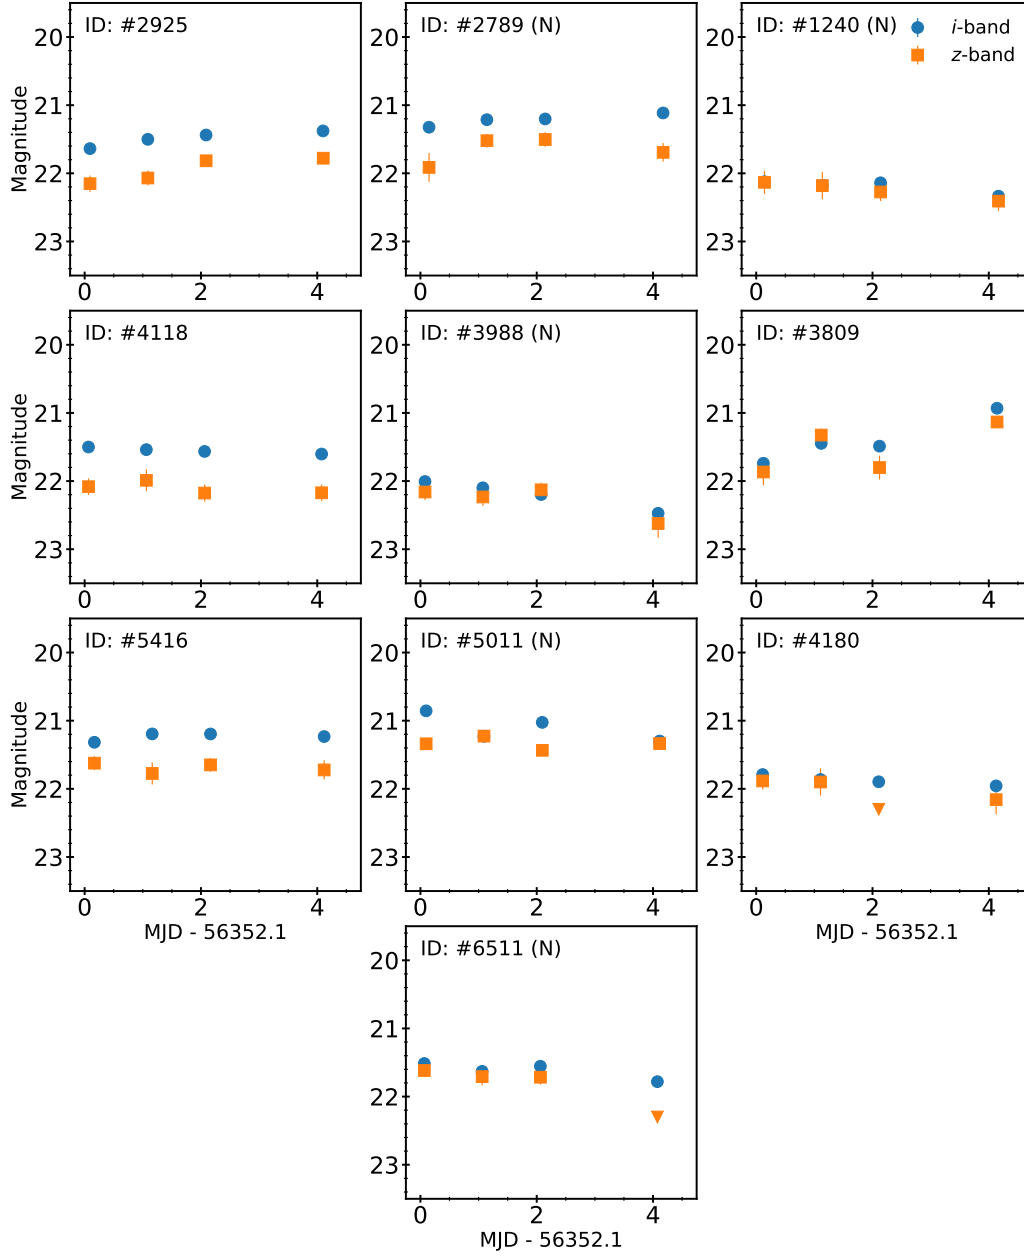 ID: #2925
20
21
22
23
Magnitude
0 2 4
ID: #2789 (N)
20
21
22
23
0 2 4
ID: #1240 (N)
i-band
z-band
20
21
22
23
0 2 4
ID: #4118
20
21
22
23
Magnitude
0 2 4
ID: #3988 (N)
20
21
22
23
0 2 4
ID: #3809
20
21
22
23
0 2 4
ID: #5416
20
21
22
23
Magnitude
0 2 4
MJD - 56352.1
ID: #5011 (N)
20
21
22
23
ID: #4180
20
21
22
23
0 2 4
MJD - 56352.1
ID: #6511 (N)
20
21
22
23
0 2 4
MJD - 56352.1